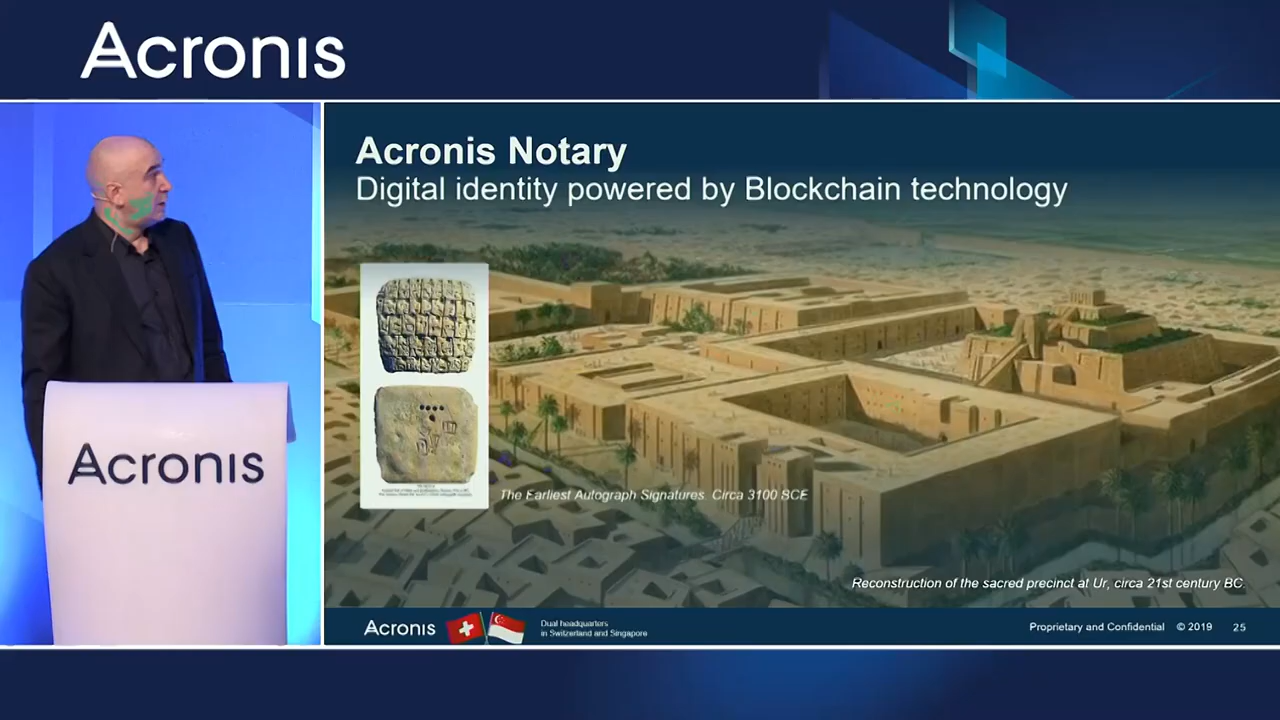 Acronis
Acronis Notary
Digital identity powered by Blockchain technology
The Earliest Autograph Signatures Circa 3100 BCE
Acronis
Reconstruction of the sacred precinct at Ur, circa 21st century BC
Acronis
Dual headquarters
in Switzerland and Singapore
Proprietary and Confidential © 2019 25